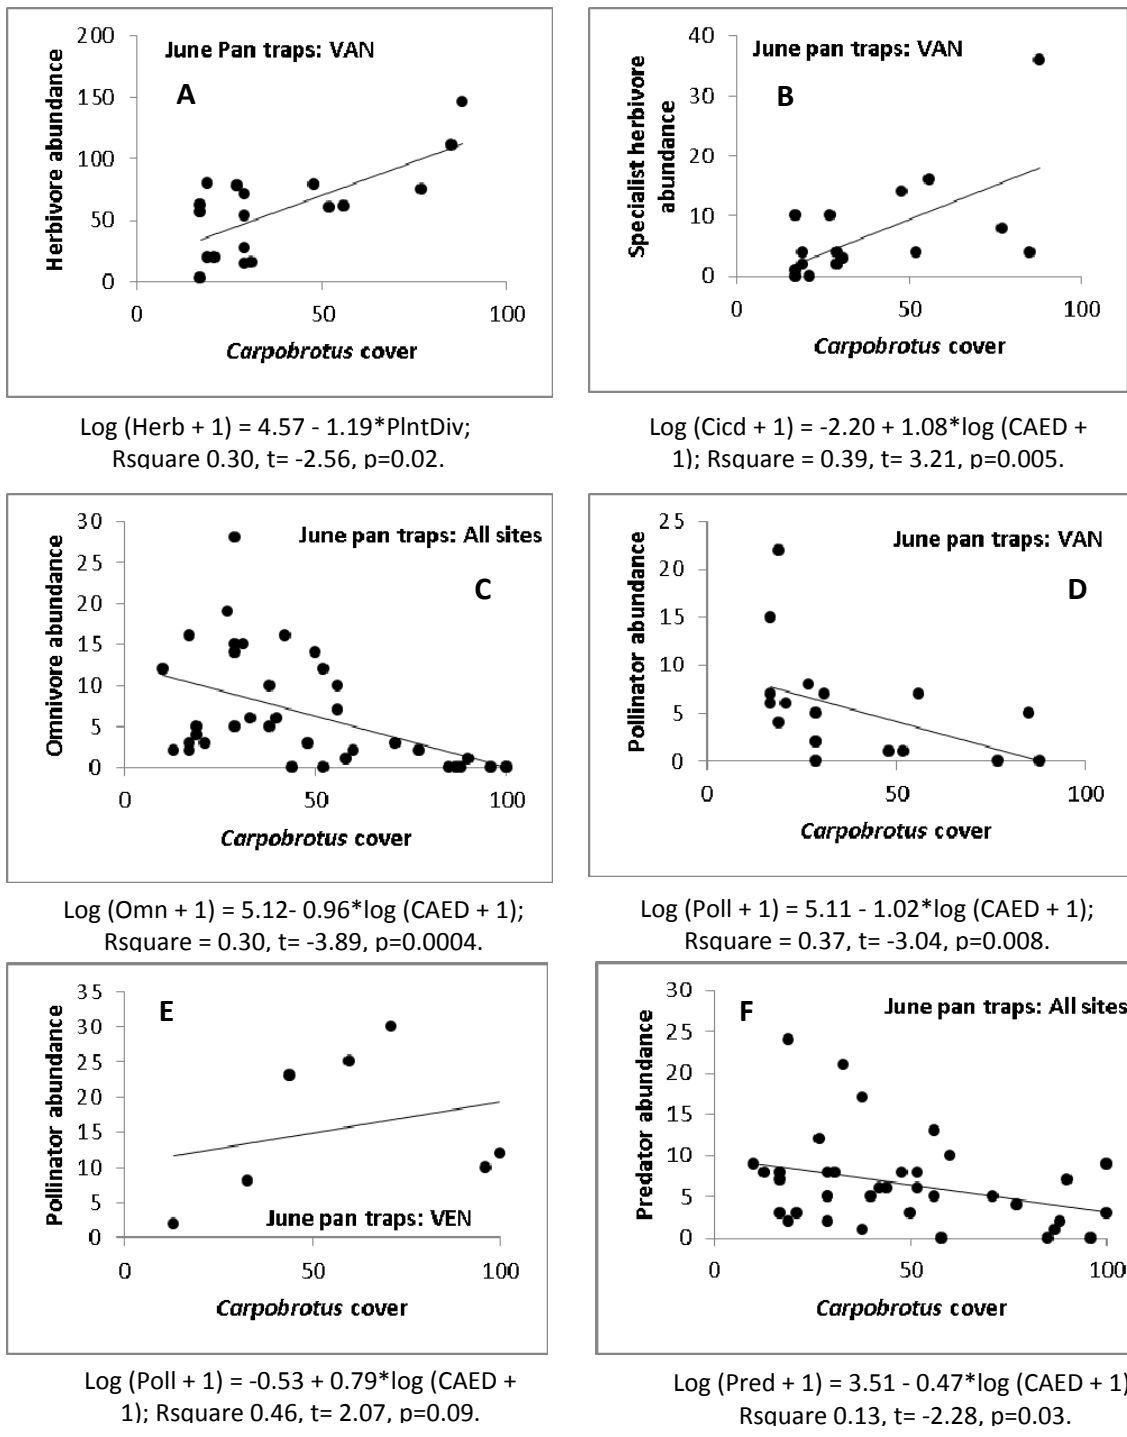 200
150
100
50
0
Herbivore abundance
June Pan traps: VAN
A
0 50 100
Carpobrotus cover
Log (Herb + 1) = 4.57 - 1.19*PlntDiv;
Rsquare 0.30, t= -2.56, p=0.02.
40
30
20
10
0
Specialist herbivore
abundance
June pan traps: VAN
B
0 50 100
Carpobrotus cover
Log (Cicd + 1) = -2.20 + 1.08*log (CAED +
1); Rsquare = 0.39, t= 3.21, p=0.005.
30
25
20
15
10
5
0
Omnivore abundance
June pan traps: All sites
C
0 50 100
Carpobrotus cover
Log (Omn + 1) = 5.12- 0.96*log (CAED + 1);
Rsquare = 0.30, t= -3.89, p=0.0004.
25
20
15
10
5
0
Pollinator abundance
June pan traps: VAN
D
0 50 100
Carpobrotus cover
Log (Poll + 1) = 5.11 - 1.02*log (CAED + 1);
Rsquare = 0.37, t= -3.04, p=0.008.
35
30
25
20
15
10
5
0
Pollinator abundance
E
June pan traps: VEN
0 50 100
Carpobrotus cover
Log (Poll + 1) = -0.53 + 0.79*log (CAED +
1); Rsquare 0.46, t= 2.07, p=0.09.
30
25
20
15
10
5
0
Predator abundance
F
June pan traps: All sites
0 50 100
Carpobrotus cover
Log (Pred + 1) = 3.51 - 0.47*log (CAED + 1)
Rsquare 0.13, t= -2.28, p=0.03.